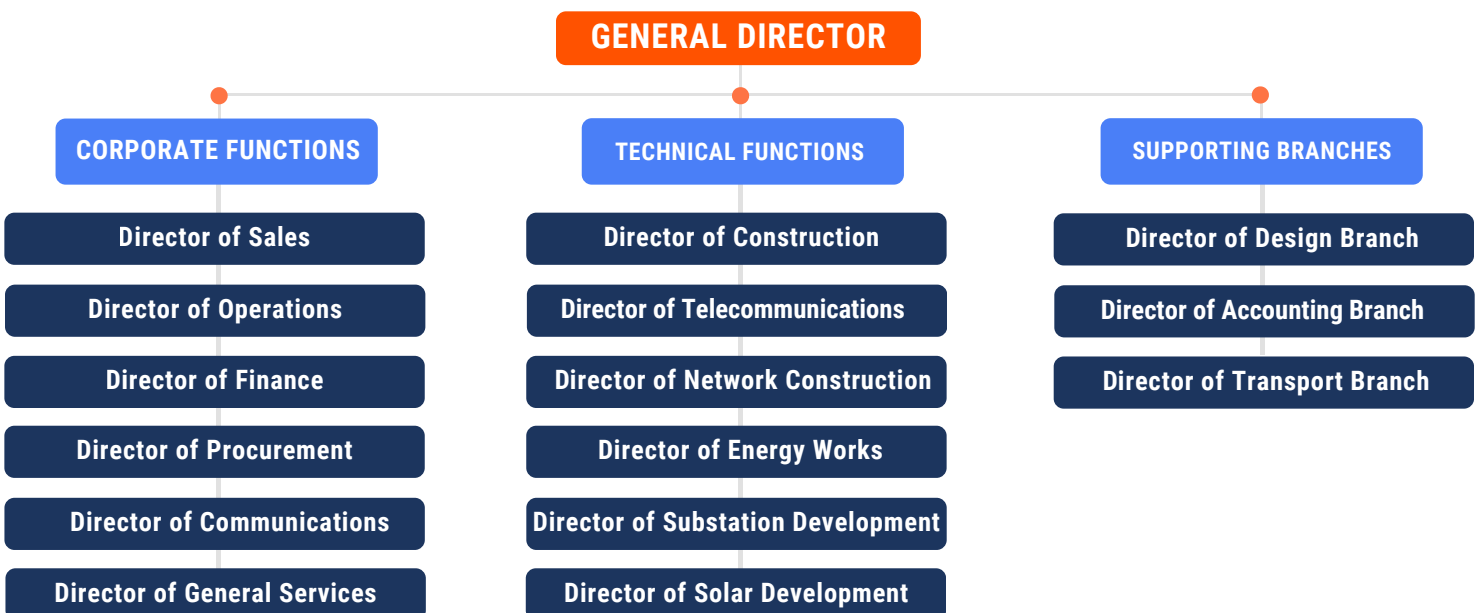 GENERAL DIRECTOR
CORPORATE FUNCTIONS
Director of Sales
Director of Operations
Director of Finance
Director of Procurement
Director of Communications
Director of General Services
TECHNICAL FUNCTIONS
Director of Construction
Director of Telecommunications
Director of Network Construction
Director of Energy Works
Director of Substation Development
Director of Solar Development
SUPPORTING BRANCHES
Director of Design Branch
Director of Accounting Branch
Director of Transport Branch